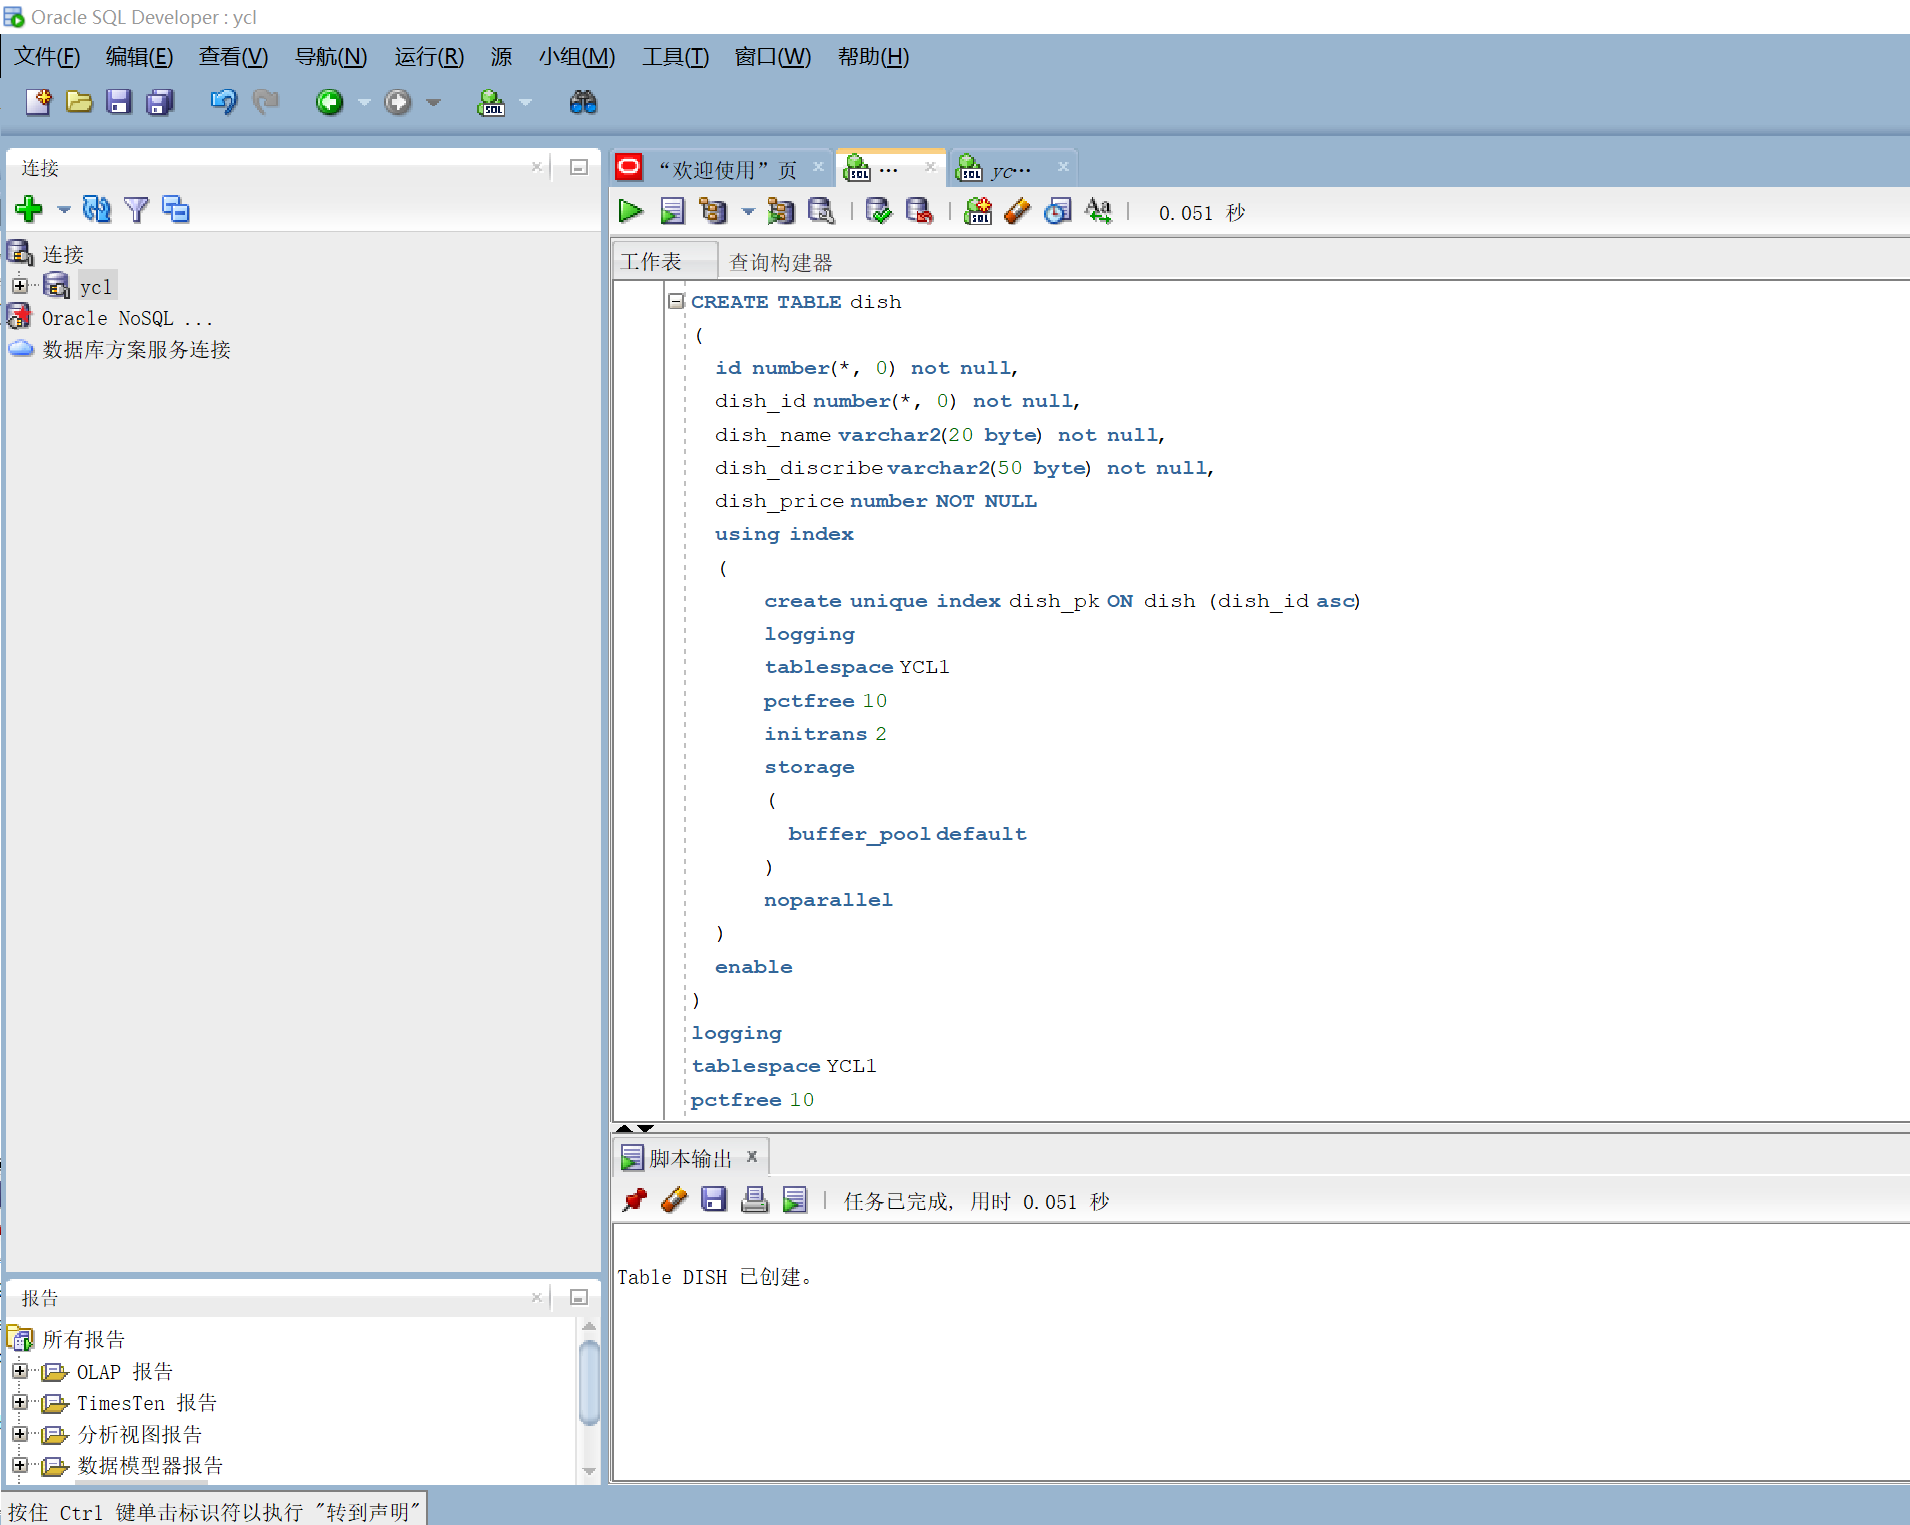 Oracle SQL Developer : ycl
文件(F) 编辑(E) 查看(V) 导航(N) 运行(R) 源 小组(M) 工具(T) 窗口(W) 帮助(H)
连接
连接
ycl
Oracle NoSQL ...
数据库方案服务连接
“欢迎使用”页
...
yc...
0.051 秒
工作表 查询构建器
CREATE TABLE dish
(
id number(*, 0) not null,
dish_id number(*, 0) not null,
dish_name varchar2(20 byte) not null,
dish_discribe varchar2(50 byte) not null,
dish_price number NOT NULL
using index
(
create unique index dish_pk ON dish (dish_id asc)
logging
tablespace YCL1
pctfree 10
initrans 2
storage
(
buffer_pool default
)
noparallel
)
enable
)
logging
tablespace YCL1
pctfree 10
脚本输出
任务已完成, 用时 0.051 秒
Table DISH 已创建。
报告
所有报告
OLAP 报告
TimesTen 报告
分析视图报告
数据模型器报告
按住 Ctrl 键单击标识符以执行 "转到声明"